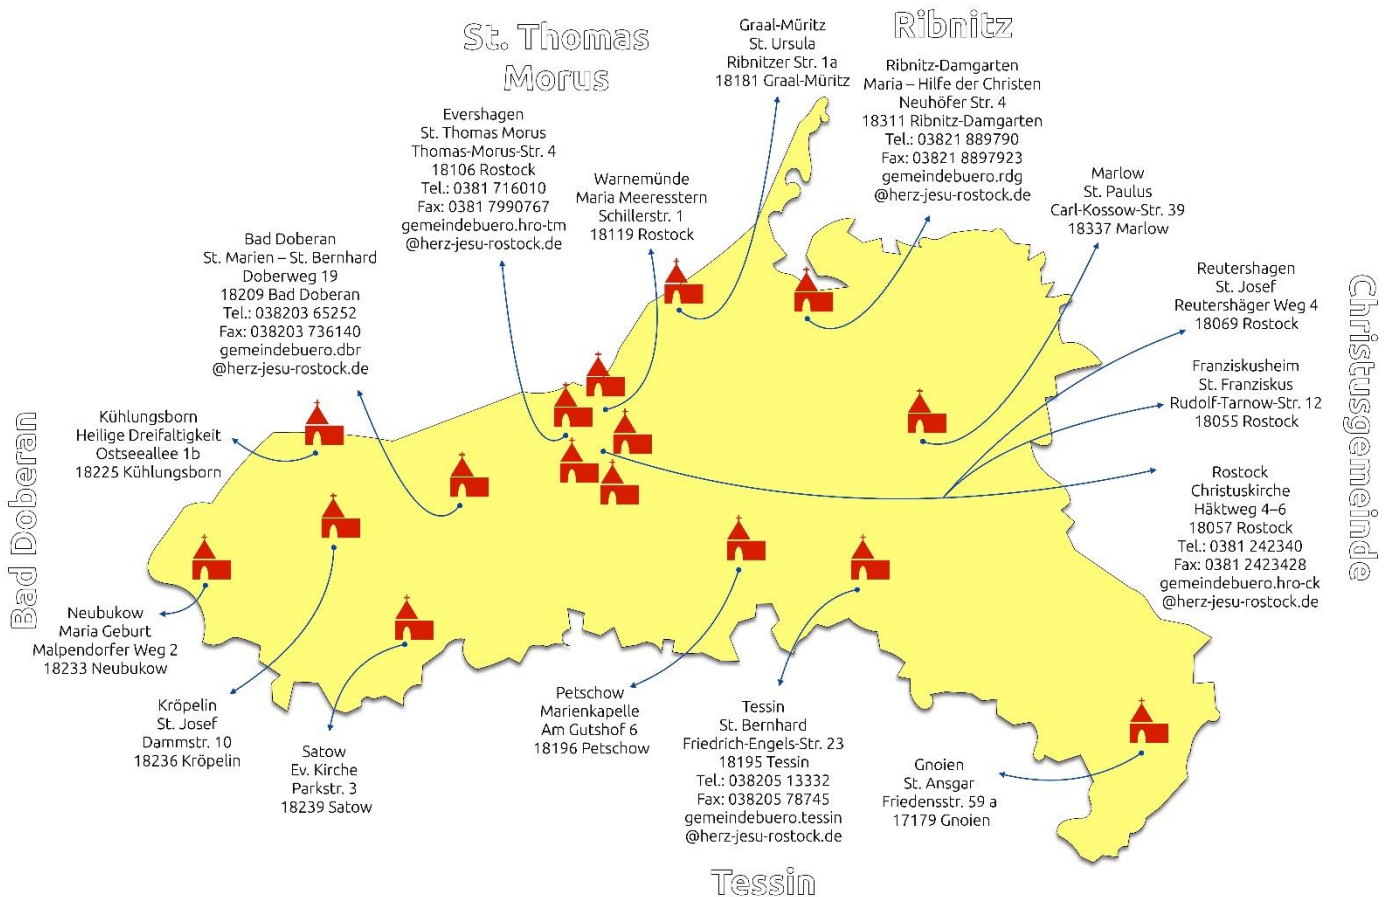 St. Thomas
Morus
Ribnitz
Graal-Müritz
St. Ursula
Ribnitzer Str. 1a
18181 Graal-Müritz
Ribnitz-Damgarten
Maria – Hilfe der Christen
Neuhöfer Str. 4
18311 Ribnitz-Damgarten
Tel.: 03821 889790
Fax: 03821 8897923
gemeindebuero.rdg
@herz-jesu-rostock.de
Evershagen
St. Thomas Morus
Thomas-Morus-Str. 4
18106 Rostock
Tel.: 0381 716010
Fax: 0381 7990767
gemeindebuero.hro-tm
@herz-jesu-rostock.de
Warnemünde
Maria Meeresstern
Schillerstr. 1
18119 Rostock
Marlow
St. Paulus
Carl-Kossow-Str. 39
18337 Marlow
Bad Doberan
St. Marien – St. Bernhard
Doberweg 19
18209 Bad Doberan
Tel.: 038203 65252
Fax: 038203 736140
gemeindebuero.dbr
@herz-jesu-rostock.de
Reutershagen
St. Josef
Reutershäger Weg 4
18069 Rostock
Christusgemeinde
Franziskusheim
St. Franziskus
Rudolf-Tarnow-Str. 12
18055 Rostock
Bad Doberan
Kühlungsborn
Heilige Dreifaltigkeit
Ostseeallee 1b
18225 Kühlungsborn
Rostock
Christuskirche
Häktweg 4–6
18057 Rostock
Tel.: 0381 242340
Fax: 0381 2423428
gemeindebuero.hro-ck
@herz-jesu-rostock.de
Neubukow
Maria Geburt
Malpendorfer Weg 2
18233 Neubukow
Kröpelin
St. Josef
Dammstr. 10
18236 Kröpelin
Satow
Ev. Kirche
Parkstr. 3
18239 Satow
Petschow
Marienkapelle
Am Gutshof 6
18196 Petschow
Tessin
St. Bernhard
Friedrich-Engels-Str. 23
18195 Tessin
Tel.: 038205 13332
Fax: 038205 78745
gemeindebuero.tessin
@herz-jesu-rostock.de
Gnoien
St. Ansgar
Friedensstr. 59 a
17179 Gnoien
Tessin